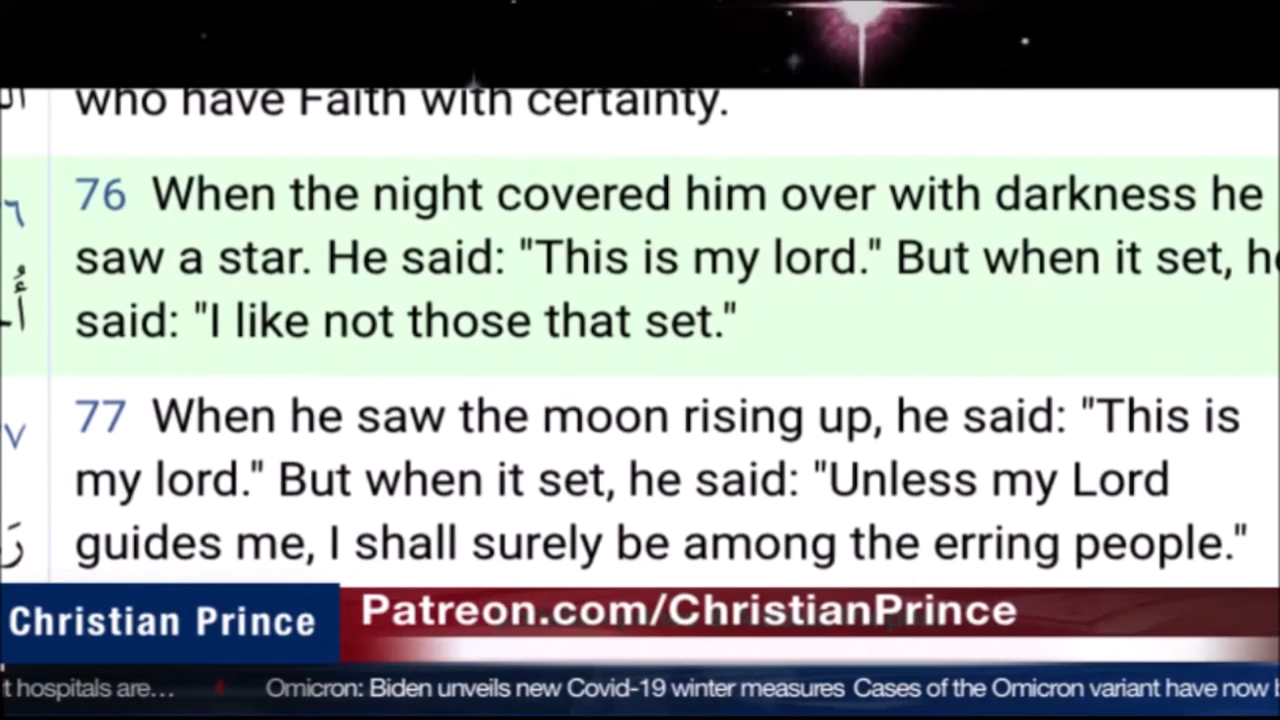 who have Faith with certainty.
76 When the night covered him over with darkness he
saw a star. He said: "This is my lord." But when it set, he
said: "I like not those that set."
77 When he saw the moon rising up, he said: "This is
my lord." But when it set, he said: "Unless my Lord
guides me, I shall surely be among the erring people."
٦
٧
Christian Prince
Patreon.com/ChristianPrince
t hospitals are... Omicron: Biden unveils new Covid-19 winter measures Cases of the Omicron variant have now